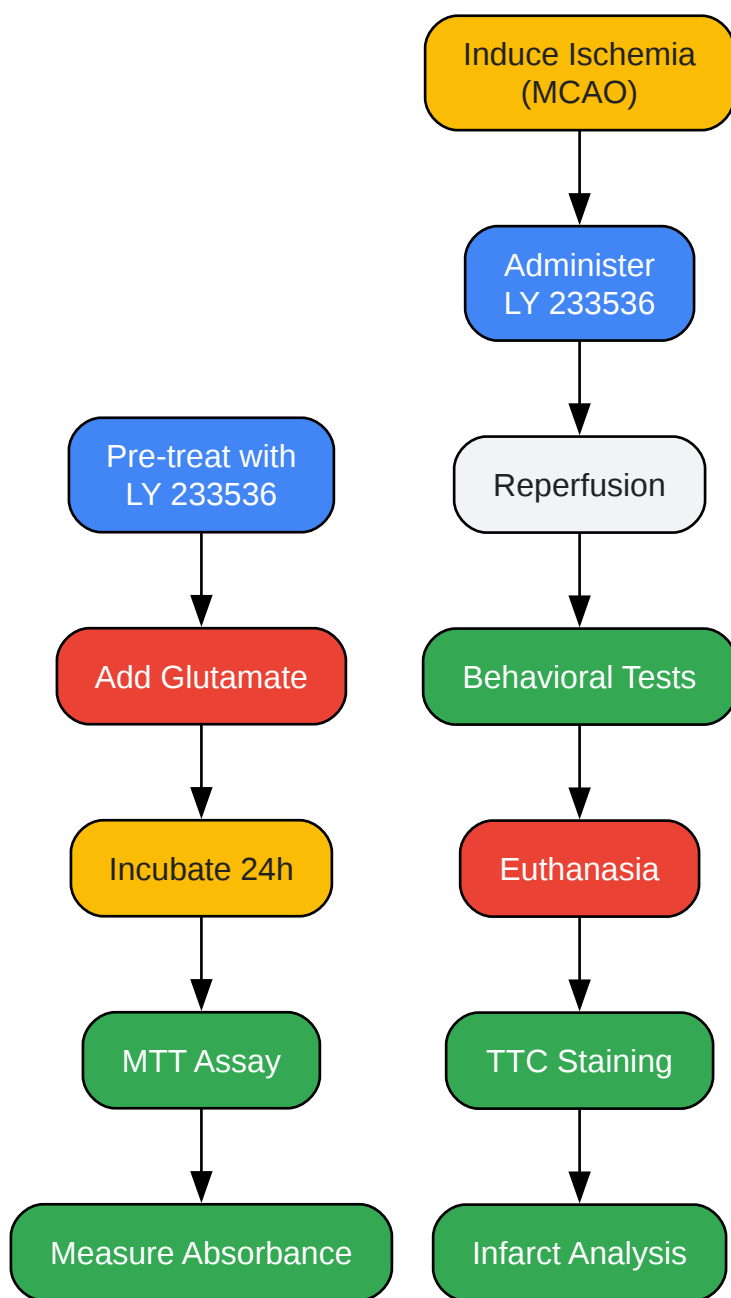 Pre-treat with
LY 233536
Add Glutamate
Incubate 24h
MTT Assay
Measure Absorbance
Induce Ischemia
(MCAO)
Administer
LY 233536
Reperfusion
Behavioral Tests
Euthanasia
TTC Staining
Infarct Analysis